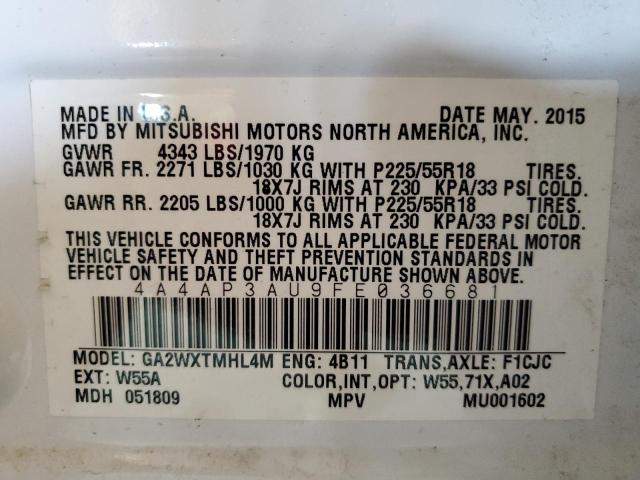 MADE IN U.S.A. DATE MAY. 2015
MFD BY MITSUBISHI MOTORS NORTH AMERICA, INC.
GVWR 4343 LBS/1970 KG
GAWR FR. 2271 LBS/1030 KG WITH P225/55R18 TIRES.
18X7J RIMS AT 230 KPA/33 PSI COLD.
GAWR RR. 2205 LBS/1000 KG WITH P225/55R18 TIRES.
18X7J RIMS AT 230 KPA/33 PSI COLD.
THIS VEHICLE CONFORMS TO ALL APPLICABLE FEDERAL MOTOR
VEHICLE SAFETY AND THEFT PREVENTION STANDARDS IN
EFFECT ON THE DATE OF MANUFACTURE SHOWN ABOVE.
4A4AP3AU9FE036681
MODEL: GA2WXTMHL4M ENG: 4B11 TRANS,AXLE: F1CJC
EXT: W55A COLOR,INT,OPT: W55,71X,A02
MDH 051809 MPV MU001602